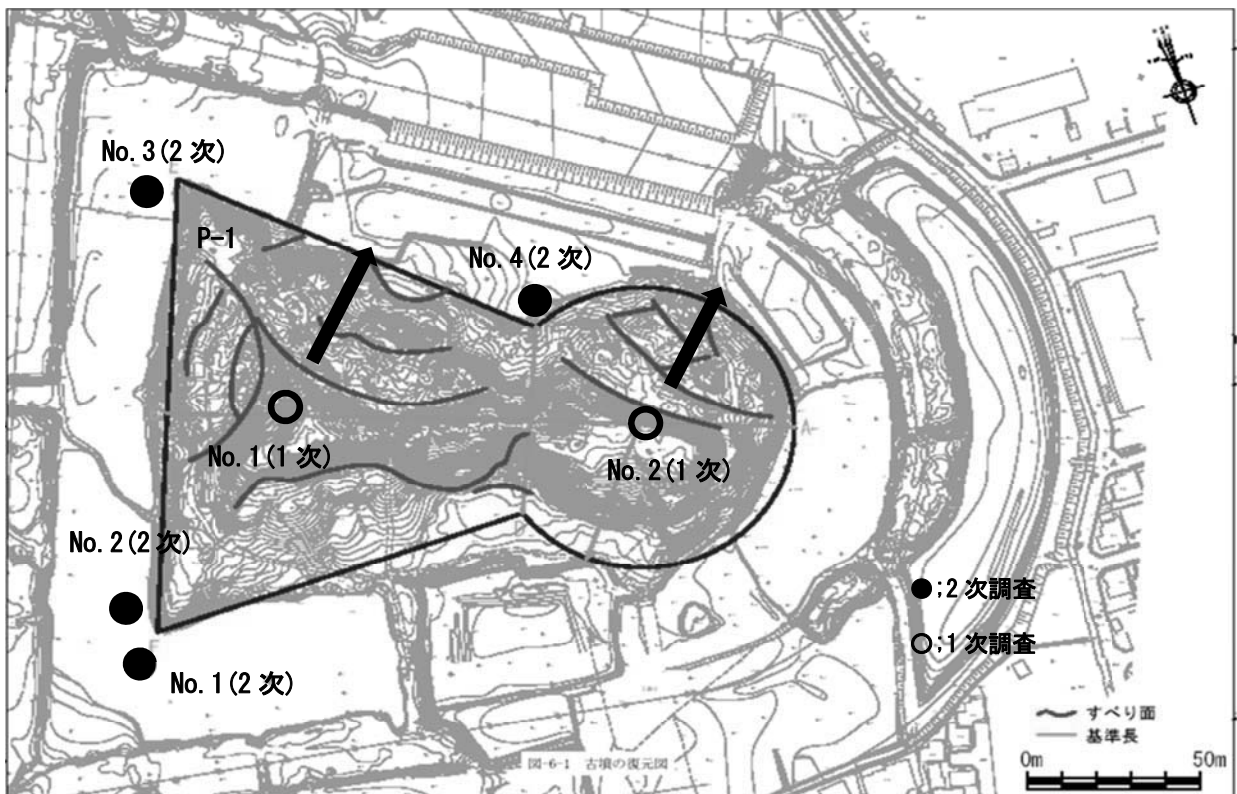 No.3(2次)
P-1
No.4(2次)
No.1(1次)
No.2(1次)
A
No.2(2次)
●;2次調査
○;1次調査
No.1(2次)
すべり面
基準長
図-6-1 古墳の復元図
0m 50m